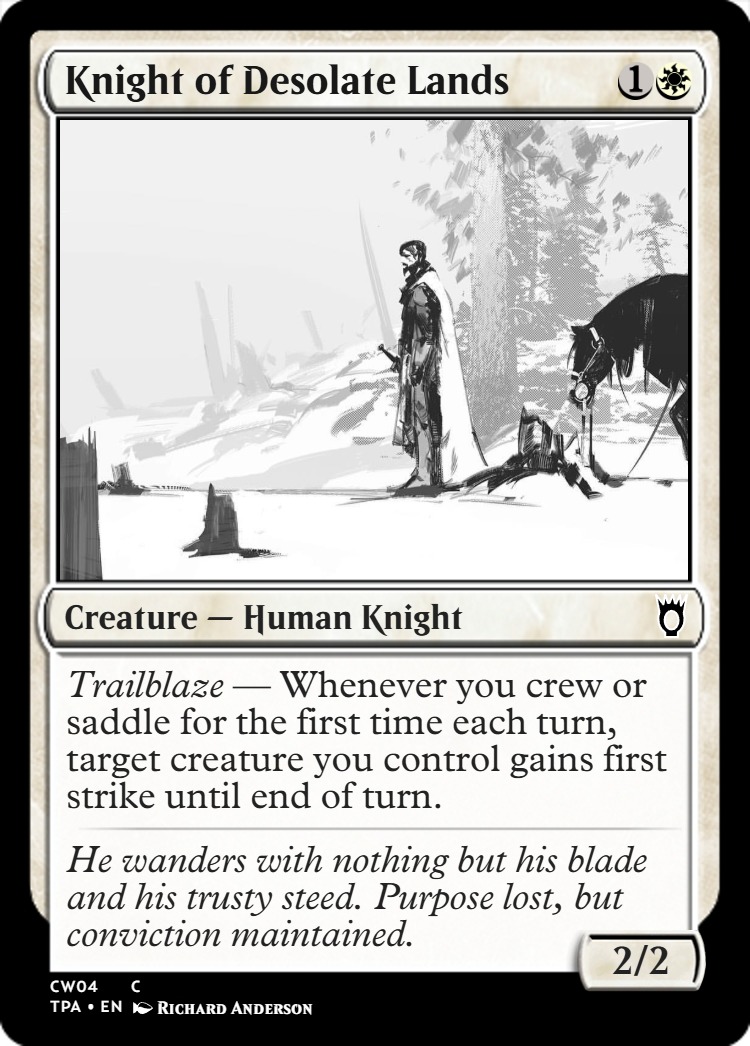 Knight of Desolate Lands
1
Creature — Human Knight
Trailblaze — Whenever you crew or
saddle for the first time each turn,
target creature you control gains first
strike until end of turn.
He wanders with nothing but his blade
and his trusty steed. Purpose lost, but
conviction maintained.
2/2
CW04 C
TPA • EN Richard Anderson